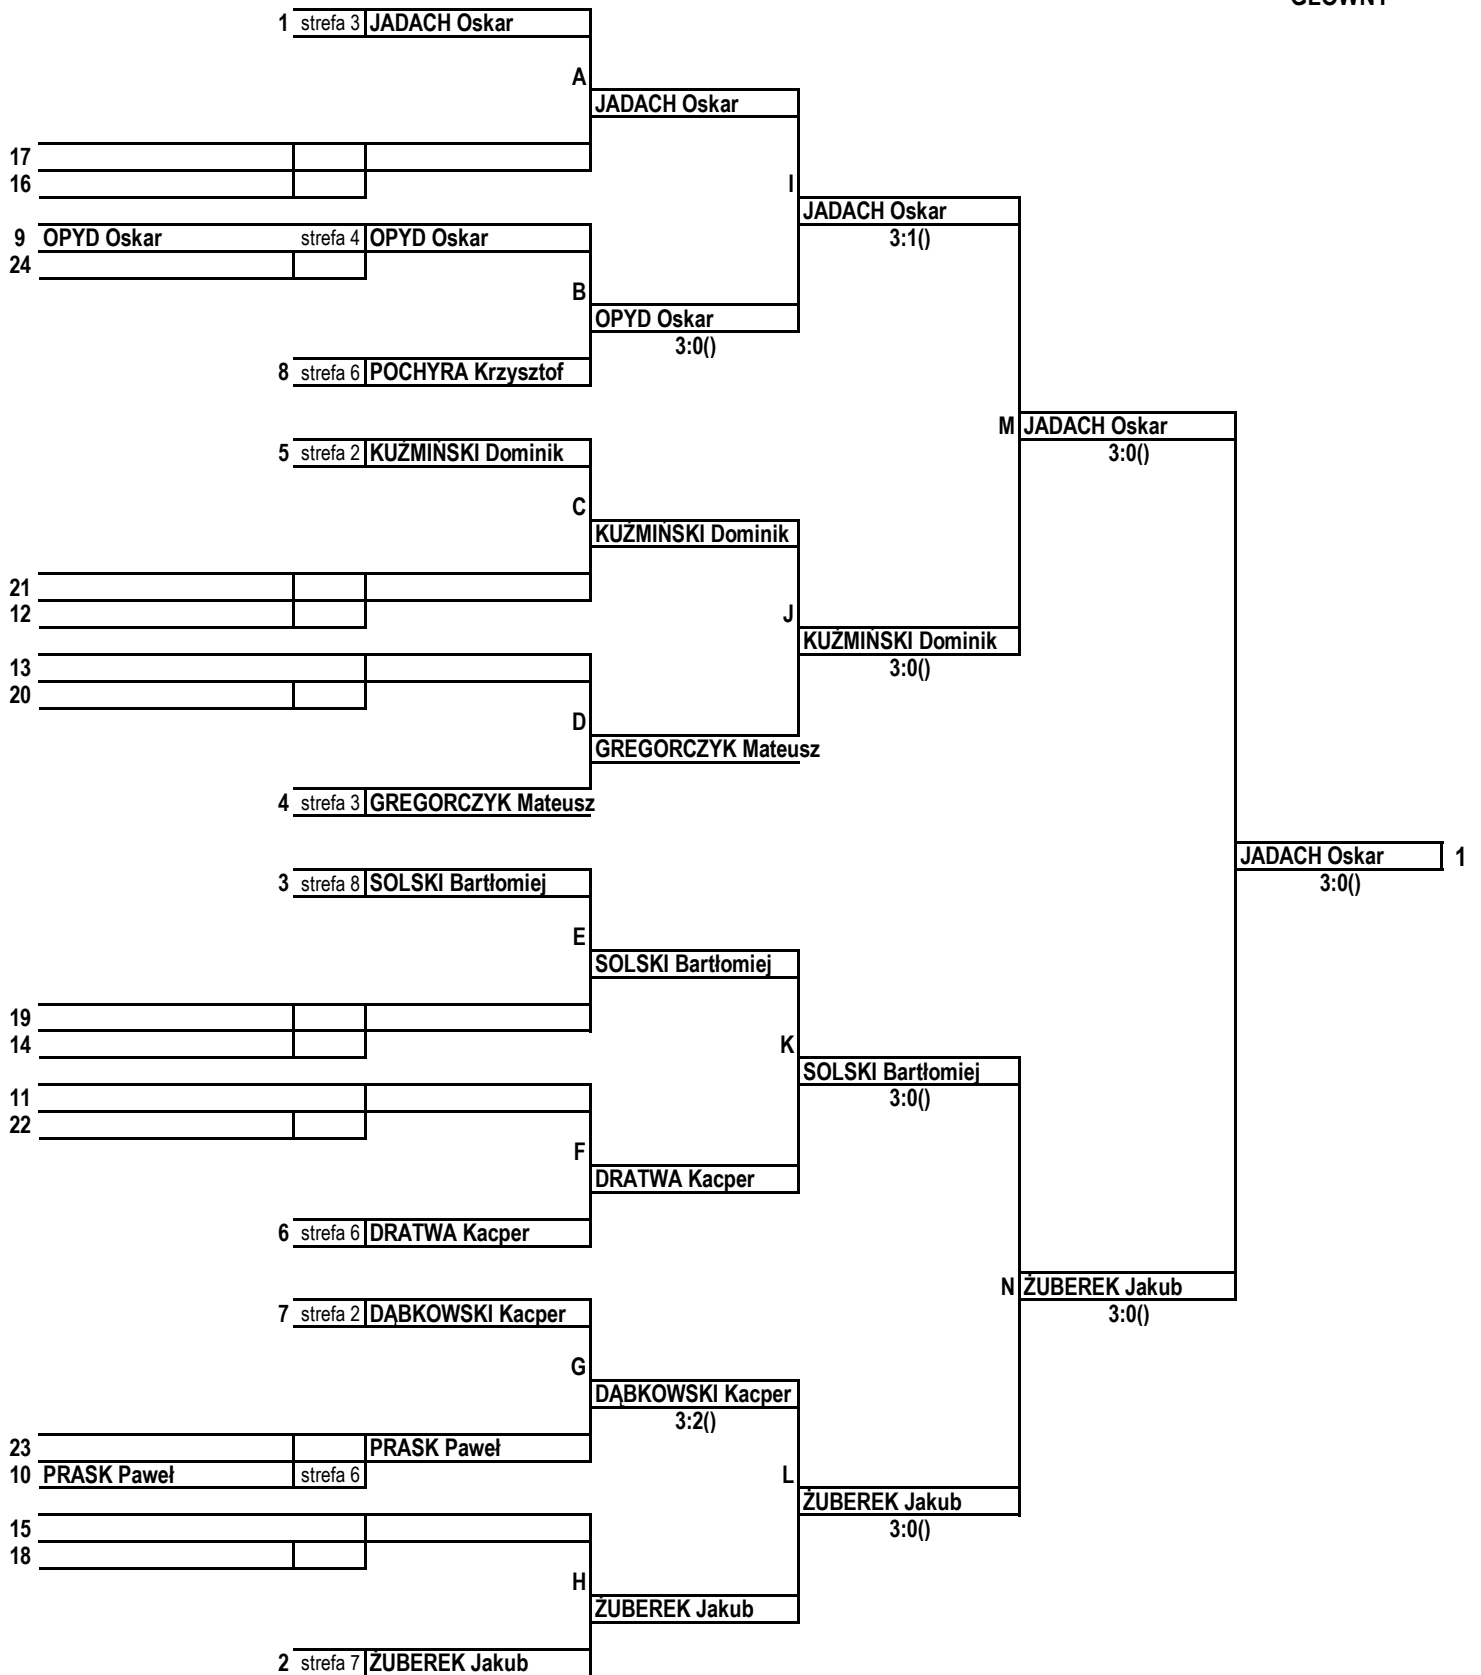 GŁÓWNY
1 strefa 3 JADACH Oskar
A
JADACH Oskar
17
16
I
JADACH Oskar
3:1()
9 OPYD Oskar strefa 4 OPYD Oskar
24
B
OPYD Oskar
3:0()
8 strefa 6 POCHYRA Krzysztof
M JADACH Oskar
3:0()
5 strefa 2 KUŹMIŃSKI Dominik
C
KUŹMIŃSKI Dominik
21
12
J
KUŹMIŃSKI Dominik
3:0()
13
20
D
GREGORCZYK Mateusz
4 strefa 3 GREGORCZYK Mateusz
JADACH Oskar 1
3:0()
3 strefa 8 SOLSKI Bartłomiej
E
SOLSKI Bartłomiej
19
14
K
SOLSKI Bartłomiej
3:0()
11
22
F
DRATWA Kacper
6 strefa 6 DRATWA Kacper
N ŻUBEREK Jakub
3:0()
7 strefa 2 DĄBKOWSKI Kacper
G
DĄBKOWSKI Kacper
3:2()
23 PRASK Paweł
10 PRASK Paweł strefa 6
L
ŻUBEREK Jakub
3:0()
15
18
H
ŻUBEREK Jakub
2 strefa 7 ŻUBEREK Jakub